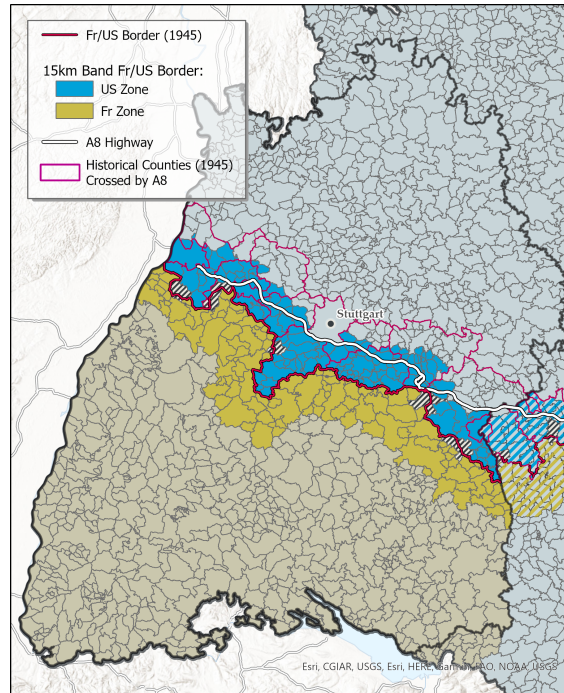 Fr/US Border (1945)
15km Band Fr/US Border:
US Zone
Fr Zone
A8 Highway
Historical Counties (1945)
Crossed by A8
Stuttgart
Esri, CGIAR, USGS, Esri, HERE, Garmin, FAO, NOAA, USGS